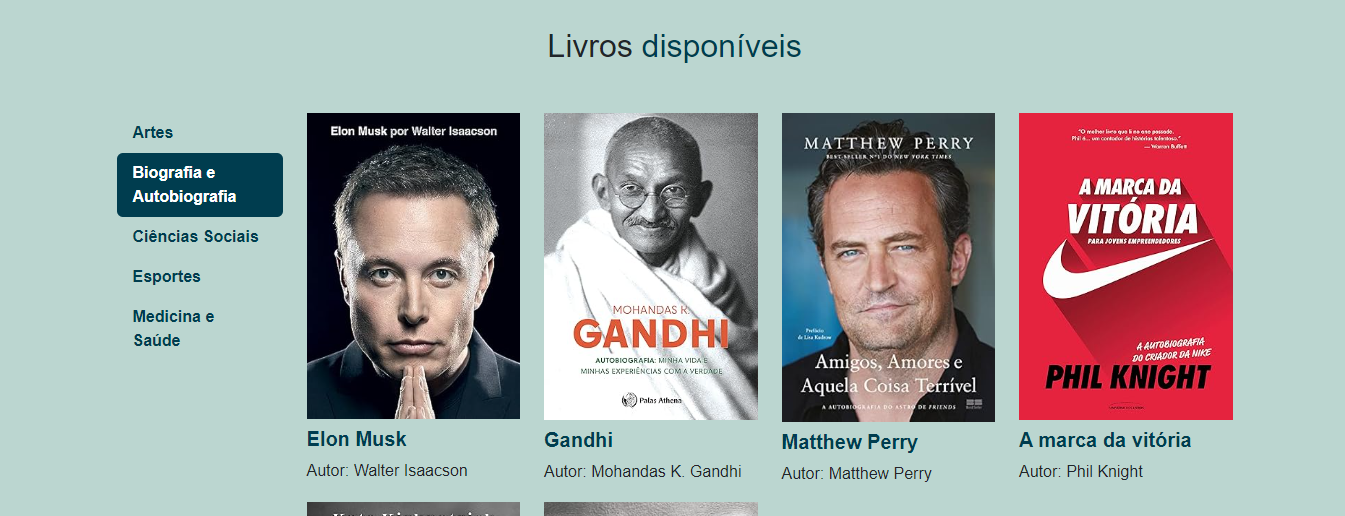 Livros disponíveis
Artes
Biografia e
Autobiografia
Ciências Sociais
Esportes
Medicina e
Saúde
Elon Musk por Walter Isaacson
Elon Musk
Autor: Walter Isaacson
MOHANDAS K.
GANDHI
AUTOBIOGRAFIA: MINHA VIDA E
MINHAS EXPERIÊNCIAS COM A VERDADE
Palas Athena
Gandhi
Autor: Mohandas K. Gandhi
MATTHEW PERRY
BEST-SELLER Nº1 DO NEW YORK TIMES
Prefácio
de Lisa Kudrow
Amigos, Amores e
Aquela Coisa Terrível
A AUTOBIOGRAFIA DO ASTRO DE FRIENDS
Matthew Perry
Autor: Matthew Perry
"O melhor livro que li no ano passado.
Phil é... um contador de histórias talentoso."
— Warren Buffett
A MARCA DA
VITÓRIA
PARA JOVENS EMPREENDEDORES
A AUTOBIOGRAFIA
DO CRIADOR DA NIKE
PHIL KNIGHT
A marca da vitória
Autor: Phil Knight